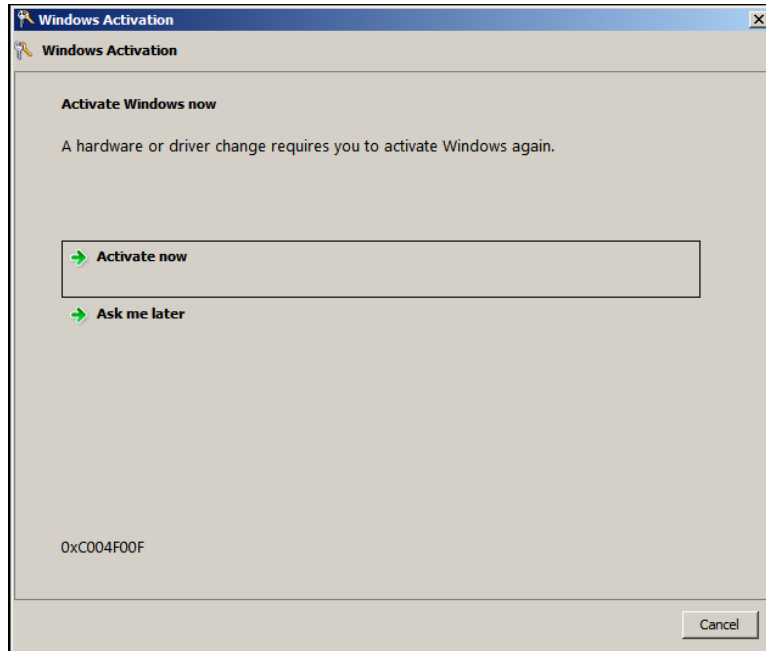 Windows Activation
Windows Activation
Activate Windows now
A hardware or driver change requires you to activate Windows again.
Activate now
Ask me later
0xC004F00F
Cancel